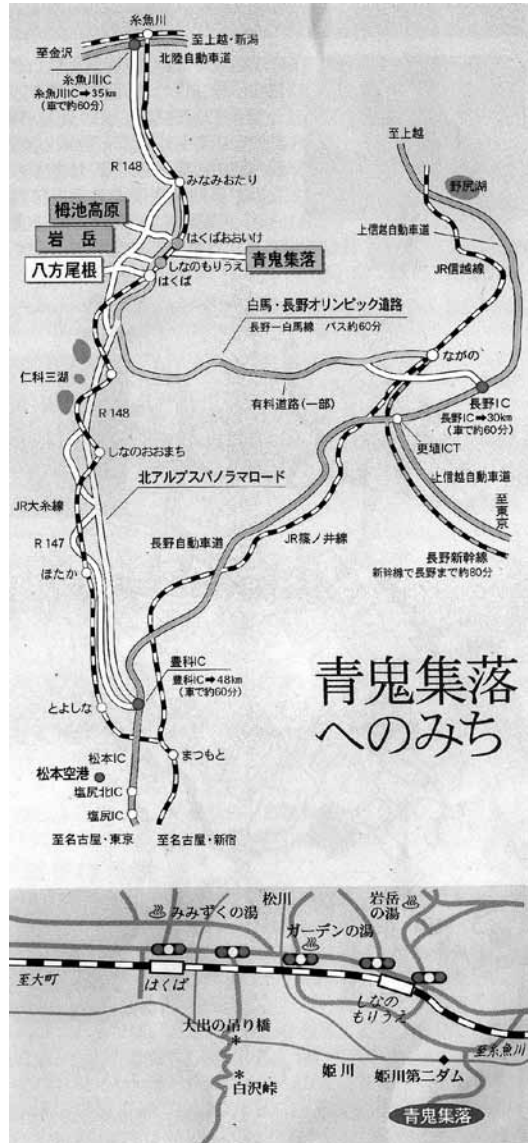 糸魚川
至金沢
至上越・新潟
北陸自動車道
糸魚川IC
糸魚川IC➡35km
(車で約60分)
至上越
R148
みなみおたり
野尻湖
栂池高原
上信越自動車道
岩岳
はくばおおいけ
青鬼集落
JR信越線
八方尾根
しなのもりうえ
はくば
白馬・長野オリンピック道路
長野ー白馬線 バス約60分
ながの
仁科三湖
有料道路(一部)
長野IC
長野IC➡30km
(車で約60分)
R148
更埴ICT
しなのおおまち
上信越自動車道
北アルプスパノラマロード
至東京
JR大糸線
長野自動車道
JR篠ノ井線
R147
長野新幹線
新幹線で長野まで約80分
ほたか
豊科IC
豊科IC➡48km
(車で約60分)
青鬼集落
へのみち
とよしな
松本IC
まつもと
松本空港
塩尻北IC
塩尻IC
至名古屋・東京
至名古屋・新宿
松川
岩岳
の湯
みみずくの湯
ガーデンの湯
至大町
はくば
しなの
もりうえ
大出の吊り橋
至糸魚川
姫川
姫川第二ダム
白沢峠
青鬼集落